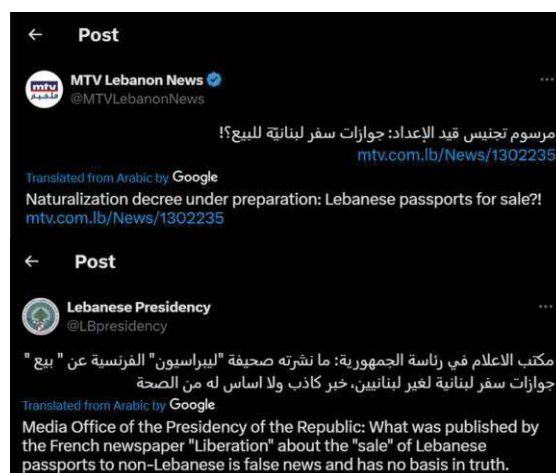 ← Post
MTV Lebanon News
@MTVLebanonNews
مرسوم تجنيس قيد الإعداد: جوازات سفر لبنانيّة للبيع؟!
mtv.com.lb/News/1302235
Translated from Arabic by Google
Naturalization decree under preparation: Lebanese passports for sale?!
mtv.com.lb/News/1302235
← Post
Lebanese Presidency
@LBpresidency
مكتب الاعلام في رئاسة الجمهورية: ما نشرته صحيفة "ليبراسيون" الفرنسية عن " بيع "
جوازات سفر لبنانية لغير لبنانيين، خبر كاذب ولا اساس له من الصحة
Translated from Arabic by Google
Media Office of the Presidency of the Republic: What was published by
the French newspaper "Liberation" about the "sale" of Lebanese
passports to non-Lebanese is false news and has no basis in truth.